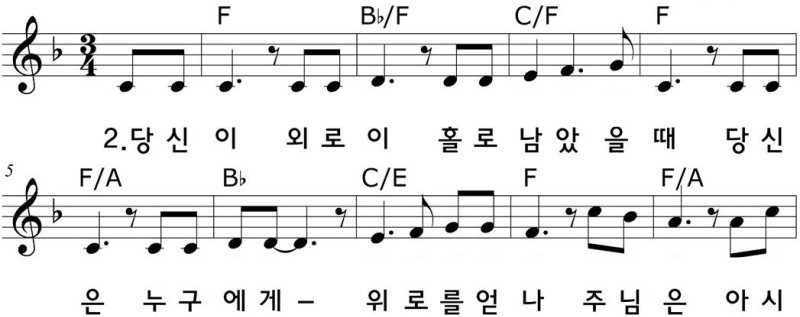 F B♭/F C/F F
3
4
2.당 신 이 외 로 이 홀 로 남 았 을 때 당 신
5
F/A B♭ C/E F F/A
은 누 구 에 게 – 위 로 를 얻 나 주 님 은 아 시